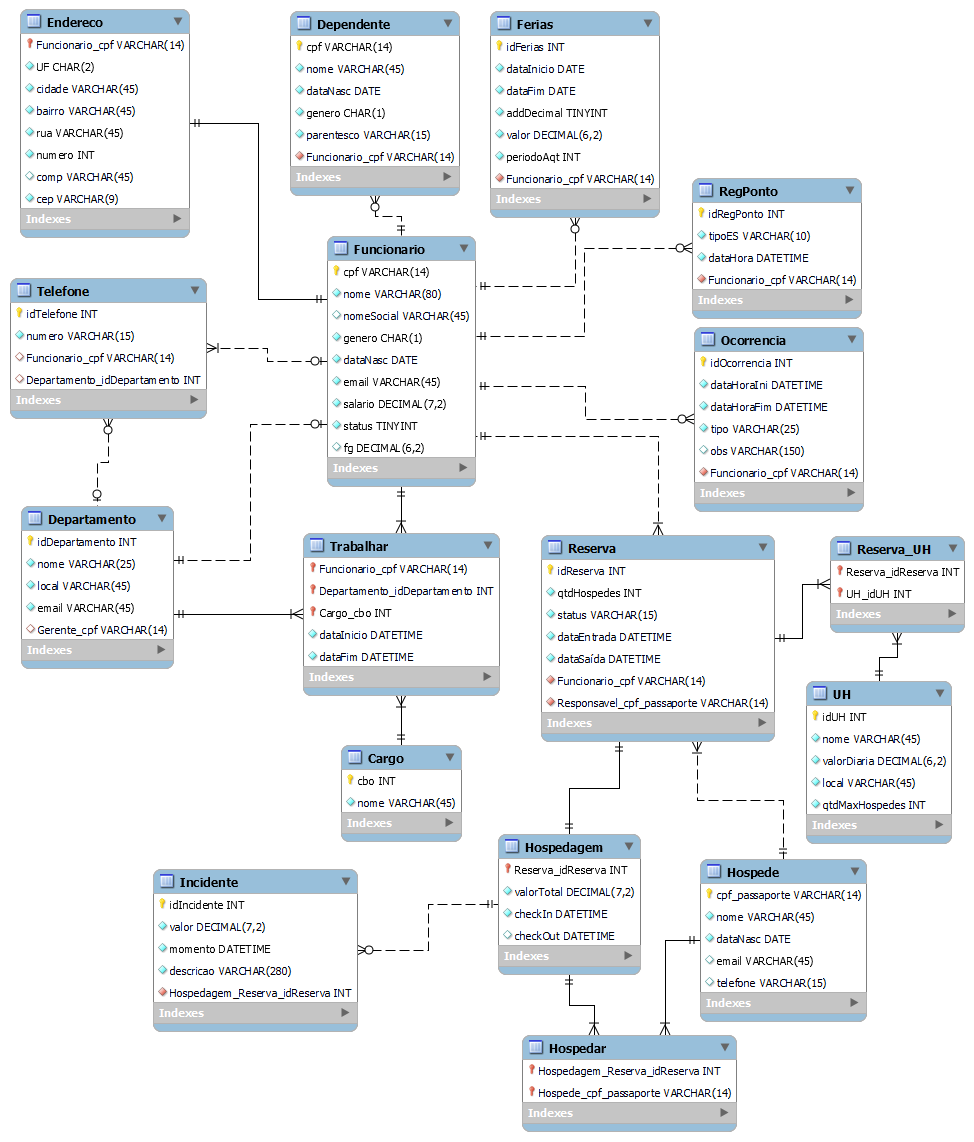 Endereco
Funcionario_cpf VARCHAR(14)
UF CHAR(2)
cidade VARCHAR(45)
bairro VARCHAR(45)
rua VARCHAR(45)
numero INT
comp VARCHAR(45)
cep VARCHAR(9)
Indexes
Dependente
cpf VARCHAR(14)
nome VARCHAR(45)
dataNasc DATE
genero CHAR(1)
parentesco VARCHAR(15)
Funcionario_cpf VARCHAR(14)
Indexes
Ferias
idFerias INT
dataInicio DATE
dataFim DATE
addDecimal TINYINT
valor DECIMAL(6,2)
periodoAqt INT
Funcionario_cpf VARCHAR(14)
Indexes
RegPonto
idRegPonto INT
tipoES VARCHAR(10)
dataHora DATETIME
Funcionario_cpf VARCHAR(14)
Indexes
Funcionario
cpf VARCHAR(14)
nome VARCHAR(80)
nomeSocial VARCHAR(45)
genero CHAR(1)
dataNasc DATE
email VARCHAR(45)
salario DECIMAL(7,2)
status TINYINT
fg DECIMAL(6,2)
Indexes
Telefone
idTelefone INT
numero VARCHAR(15)
Funcionario_cpf VARCHAR(14)
Departamento_idDepartamento INT
Indexes
Ocorrencia
idOcorrencia INT
dataHoraIni DATETIME
dataHoraFim DATETIME
tipo VARCHAR(25)
obs VARCHAR(150)
Funcionario_cpf VARCHAR(14)
Indexes
Departamento
idDepartamento INT
nome VARCHAR(25)
local VARCHAR(45)
email VARCHAR(45)
Gerente_cpf VARCHAR(14)
Indexes
Trabalhar
Funcionario_cpf VARCHAR(14)
Departamento_idDepartamento INT
Cargo_cbo INT
dataInicio DATETIME
dataFim DATETIME
Indexes
Reserva
idReserva INT
qtdHospedes INT
status VARCHAR(15)
dataEntrada DATETIME
dataSaída DATETIME
Funcionario_cpf VARCHAR(14)
Responsavel_cpf_passaporte VARCHAR(14)
Indexes
Reserva_UH
Reserva_idReserva INT
UH_idUH INT
Indexes
UH
idUH INT
nome VARCHAR(45)
valorDiaria DECIMAL(6,2)
local VARCHAR(45)
qtdMaxHospedes INT
Indexes
Cargo
cbo INT
nome VARCHAR(45)
Indexes
Hospedagem
Reserva_idReserva INT
valorTotal DECIMAL(7,2)
checkIn DATETIME
checkOut DATETIME
Indexes
Hospede
cpf_passaporte VARCHAR(14)
nome VARCHAR(45)
dataNasc DATE
email VARCHAR(45)
telefone VARCHAR(15)
Indexes
Incidente
idIncidente INT
valor DECIMAL(7,2)
momento DATETIME
descricao VARCHAR(280)
Hospedagem_Reserva_idReserva INT
Indexes
Hospedar
Hospedagem_Reserva_idReserva INT
Hospede_cpf_passaporte VARCHAR(14)
Indexes